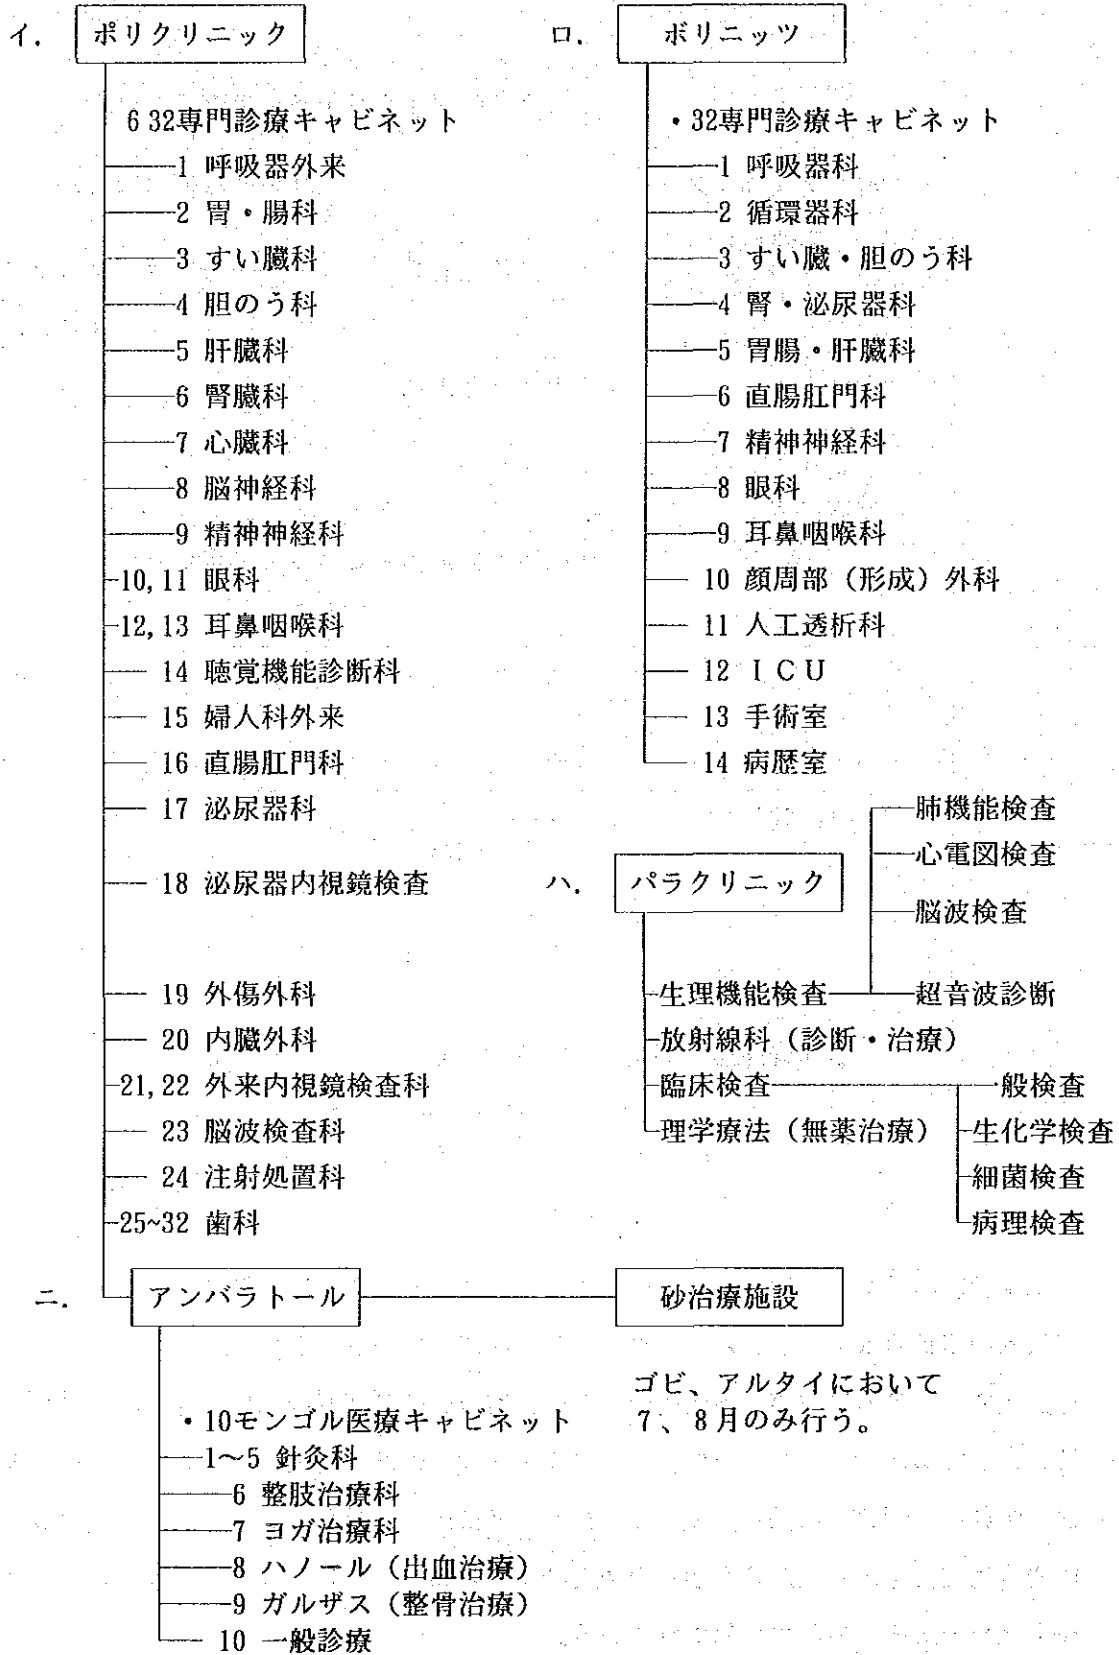 イ. ポリクリニック
6 32専門診療キャビネット
1 呼吸器外来
2 胃・腸科
3 すい臓科
4 胆のう科
5 肝臓科
6 腎臓科
7 心臓科
8 脳神経科
9 精神神経科
10,11 眼科
12,13 耳鼻咽喉科
14 聴覚機能診断科
15 婦人科外来
16 直腸肛門科
17 泌尿器科
18 泌尿器内視鏡検査
19 外傷外科
20 内臓外科
21,22 外来内視鏡検査科
23 脳波検査科
24 注射処置科
25~32 歯科
ロ. ボリニッツ
・32専門診療キャビネット
1 呼吸器科
2 循環器科
3 すい臓・胆のう科
4 腎・泌尿器科
5 胃腸・肝臓科
6 直腸肛門科
7 精神神経科
8 眼科
9 耳鼻咽喉科
10 顔周部（形成）外科
11 人工透析科
12 ICU
13 手術室
14 病歴室
ハ. パラクリニック
生理機能検査
肺機能検査
心電図検査
脳波検査
超音波診断
放射線科（診断・治療）
臨床検査
一般検査
生化学検査
細菌検査
病理検査
理学療法（無薬治療）
ニ. アンバラトール
砂治療施設
ゴビ、アルタイにおいて
7、8月のみ行う。
・10モンゴル医療キャビネット
1～5 針灸科
6 整肢治療科
7 ヨガ治療科
8 ハノール（出血治療）
9 ガルザス（整骨治療）
10 一般診療